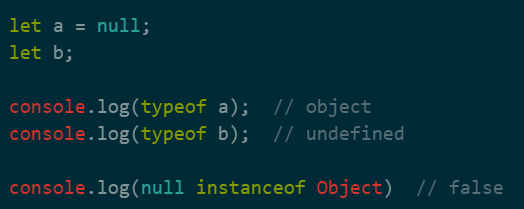 let a = null;
let b;
console.log(typeof a);  // object
console.log(typeof b);  // undefined
console.log(null instanceof Object)  // false